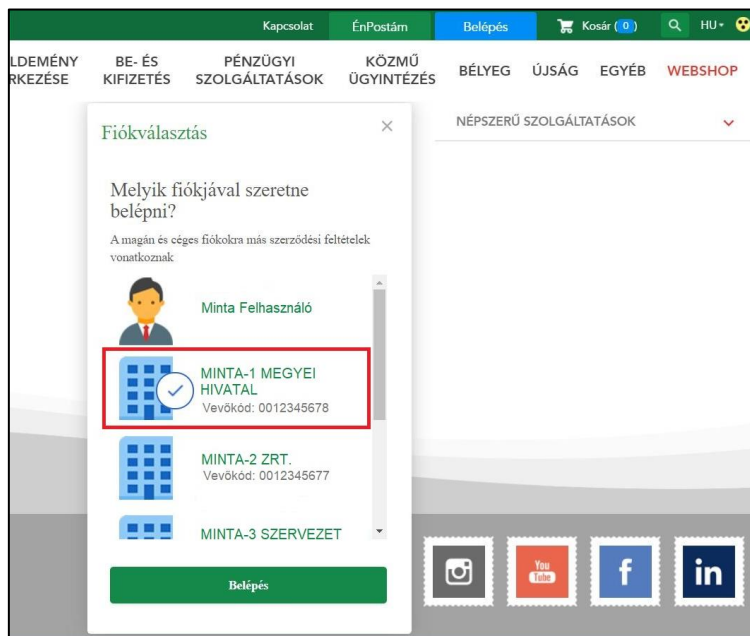 Kapcsolat ÉnPostám Belépés Kosár ( 0 ) HU
LDEMÉNY BE- ÉS PÉNZÜGYI KÖZMŰ BÉLYEG ÚJSÁG EGYÉB WEBSHOP
RKEZÉSE KIFIZETÉS SZOLGÁLTATÁSOK ÜGYINTÉZÉS
NÉPSZERŰ SZOLGÁLTATÁSOK
Fiókválasztás ×
Melyik fiókjával szeretne
belépni?
A magán és céges fiókokra más szerződési feltételek
vonatkoznak
Minta Felhasználó
MINTA-1 MEGYEI
HIVATAL
Vevőkód: 0012345678
MINTA-2 ZRT.
Vevőkód: 0012345677
MINTA-3 SZERVEZET
Belépés
You
Tube
f
in